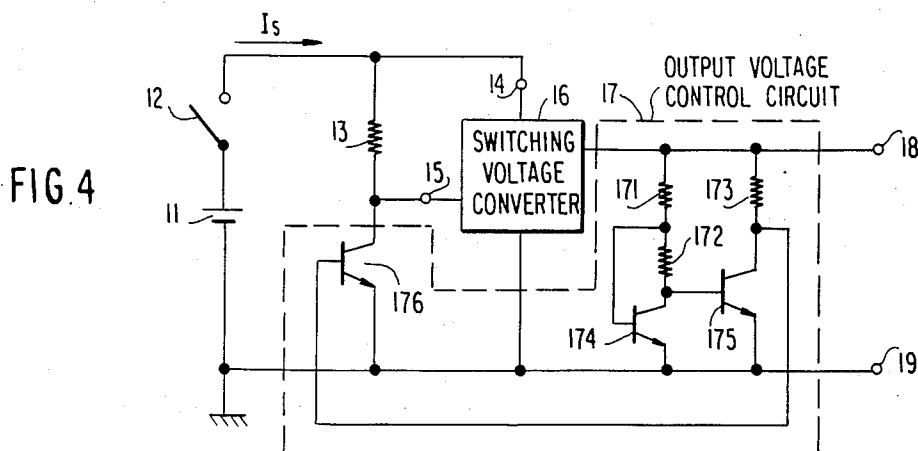 Is
OUTPUT VOLTAGE
CONTROL CIRCUIT
14
16
17
12
13
SWITCHING
VOLTAGE
CONVERTER
18
15
171
173
FIG.4
11
172
176
174
175
19